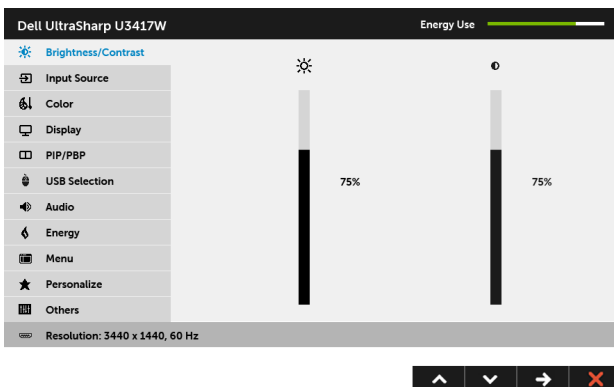 Dell UltraSharp U3417W
Energy Use
Brightness/Contrast
Input Source
Color
Display
PIP/PBP
USB Selection
Audio
Energy
Menu
Personalize
Others
75%
75%
Resolution: 3440 x 1440, 60 Hz